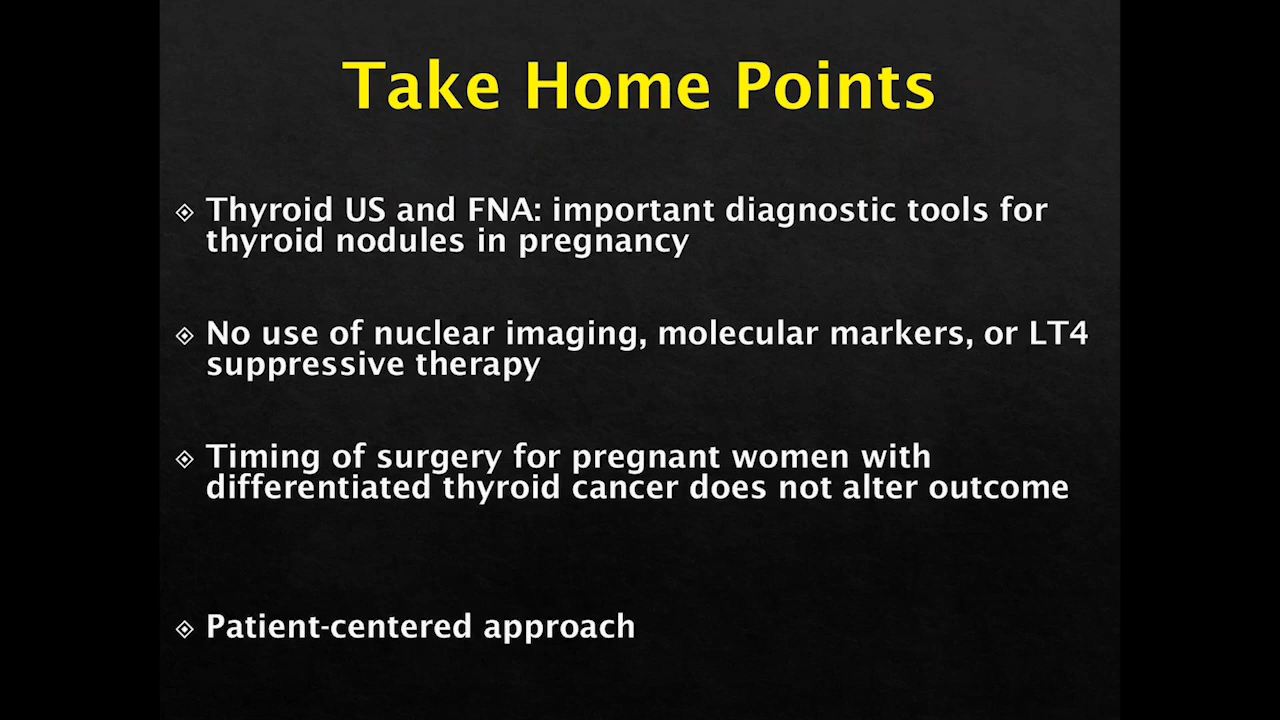 Take Home Points
Thyroid US and FNA: important diagnostic tools for
thyroid nodules in pregnancy
No use of nuclear imaging, molecular markers, or LT4
suppressive therapy
Timing of surgery for pregnant women with
differentiated thyroid cancer does not alter outcome
Patient-centered approach